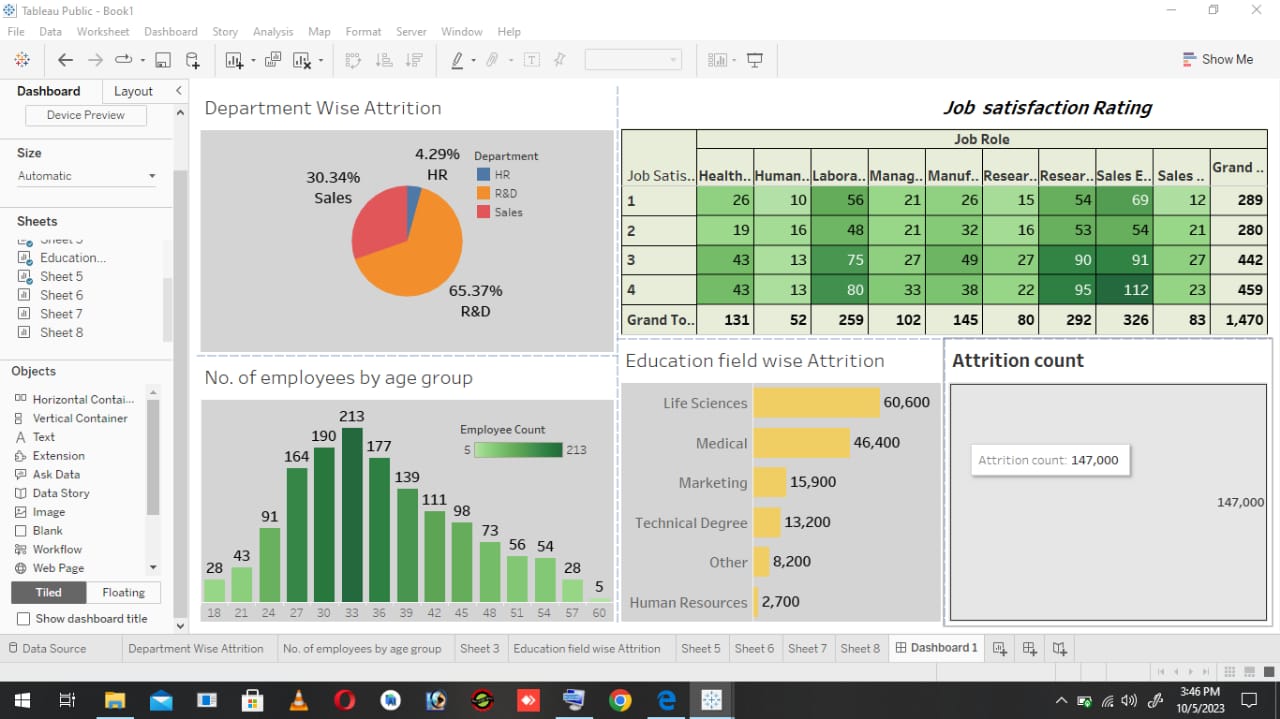 Tableau Public - Book1
File Data Worksheet Dashboard Story Analysis Map Format Server Window Help
Show Me
Dashboard Layout
Device Preview
Size
Automatic
Sheets
Education...
Sheet 5
Sheet 6
Sheet 7
Sheet 8
Objects
Horizontal Contai...
Vertical Container
Text
Extension
Ask Data
Data Story
Image
Blank
Workflow
Web Page
Tiled Floating
Show dashboard title
Department Wise Attrition
4.29%
HR
30.34%
Sales
65.37%
R&D
Department
HR
R&D
Sales
Job satisfaction Rating
Job Role
Job Satis.. Health.. Human.. Labora.. Manag.. Manuf.. Resear.. Resear.. Sales E.. Sales .. Grand ..
1 26 10 56 21 26 15 54 69 12 289
2 19 16 48 21 32 16 53 54 21 280
3 43 13 75 27 49 27 90 91 27 442
4 43 13 80 33 38 22 95 112 23 459
Grand To.. 131 52 259 102 145 80 292 326 83 1,470
No. of employees by age group
Employee Count
5 213
28 43 91 164 190 213 177 139 111 98 73 56 54 28 5
18 21 24 27 30 33 36 39 42 45 48 51 54 57 60
Education field wise Attrition
Life Sciences 60,600
Medical 46,400
Marketing 15,900
Technical Degree 13,200
Other 8,200
Human Resources 2,700
Attrition count
Attrition count: 147,000
147,000
Data Source Department Wise Attrition No. of employees by age group Sheet 3 Education field wise Attrition Sheet 5 Sheet 6 Sheet 7 Sheet 8 Dashboard 1
3:46 PM
10/5/2023